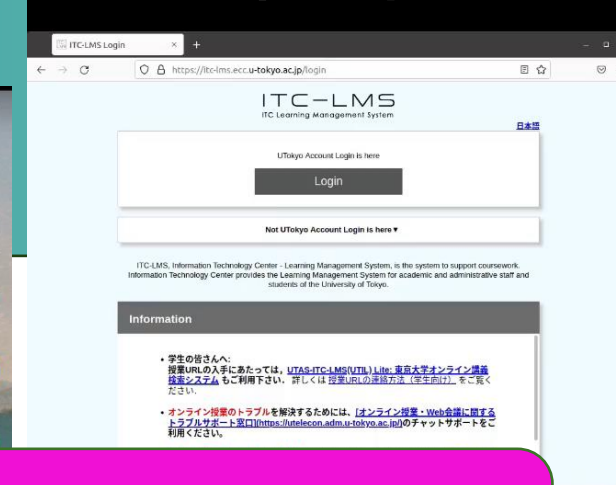 ITC-LMS Login
https://itc-lms.ecc.u-tokyo.ac.jp/login
ITC-LMS
ITC Learning Management System
日本語
UTokyo Account Login is here
Login
Not UTokyo Account Login is here▼
ITC-LMS, Information Technology Center - Learning Management System, is the system to support coursework.
Information Technology Center provides the Learning Management System for academic and administrative staff and
students of the University of Tokyo.
Information
• 学生の皆さんへ:
授業URLの入手にあたっては、UTAS-ITC-LMS(UTIL) Lite: 東京大学オンライン講義
検索システム もご利用下さい。詳しくは 授業URLの連絡方法（学生向け） をご覧く
ださい.
• オンライン授業のトラブルを解決するためには、[オンライン授業・Web会議に関する
トラブルサポート窓口](https://utelecon.adm.u-tokyo.ac.jp/)のチャットサポートをご
利用ください。